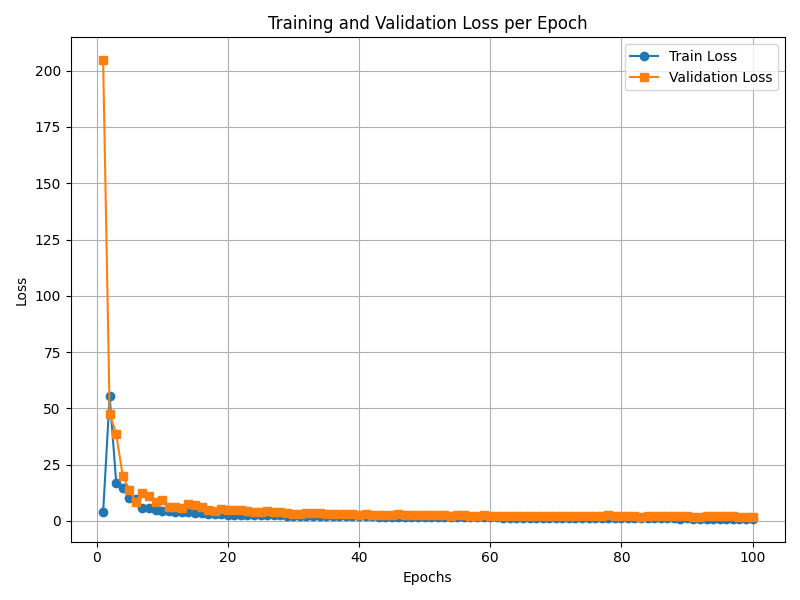 Training and Validation Loss per Epoch
Train Loss
Validation Loss
200
175
150
125
100
75
50
25
0
Loss
0 20 40 60 80 100
Epochs